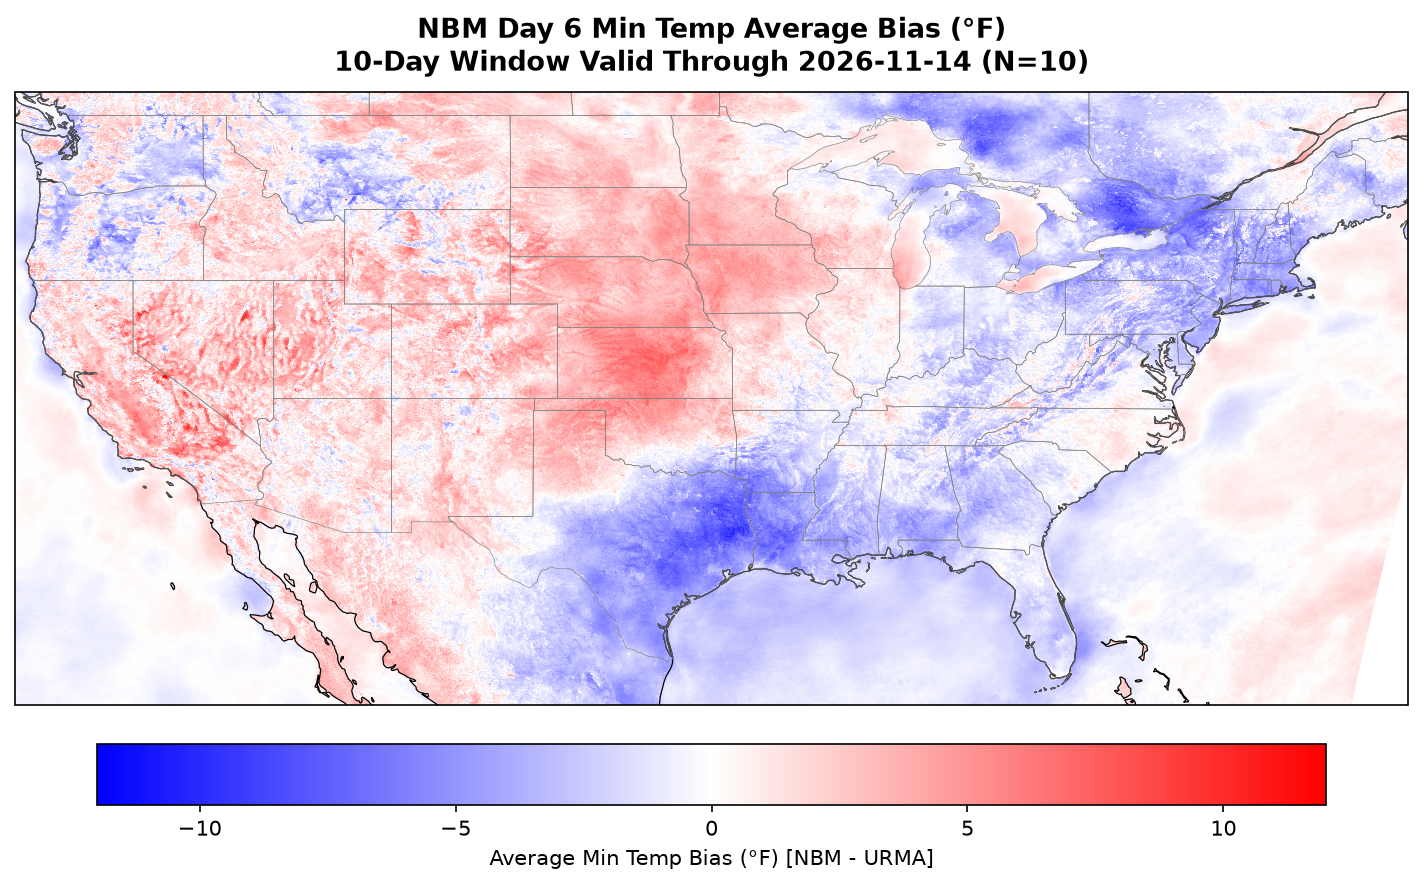 NBM Day 6 Min Temp Average Bias (°F)
10-Day Window Valid Through 2026-11-14 (N=10)
−10 −5 0 5 10
Average Min Temp Bias (°F) [NBM - URMA]